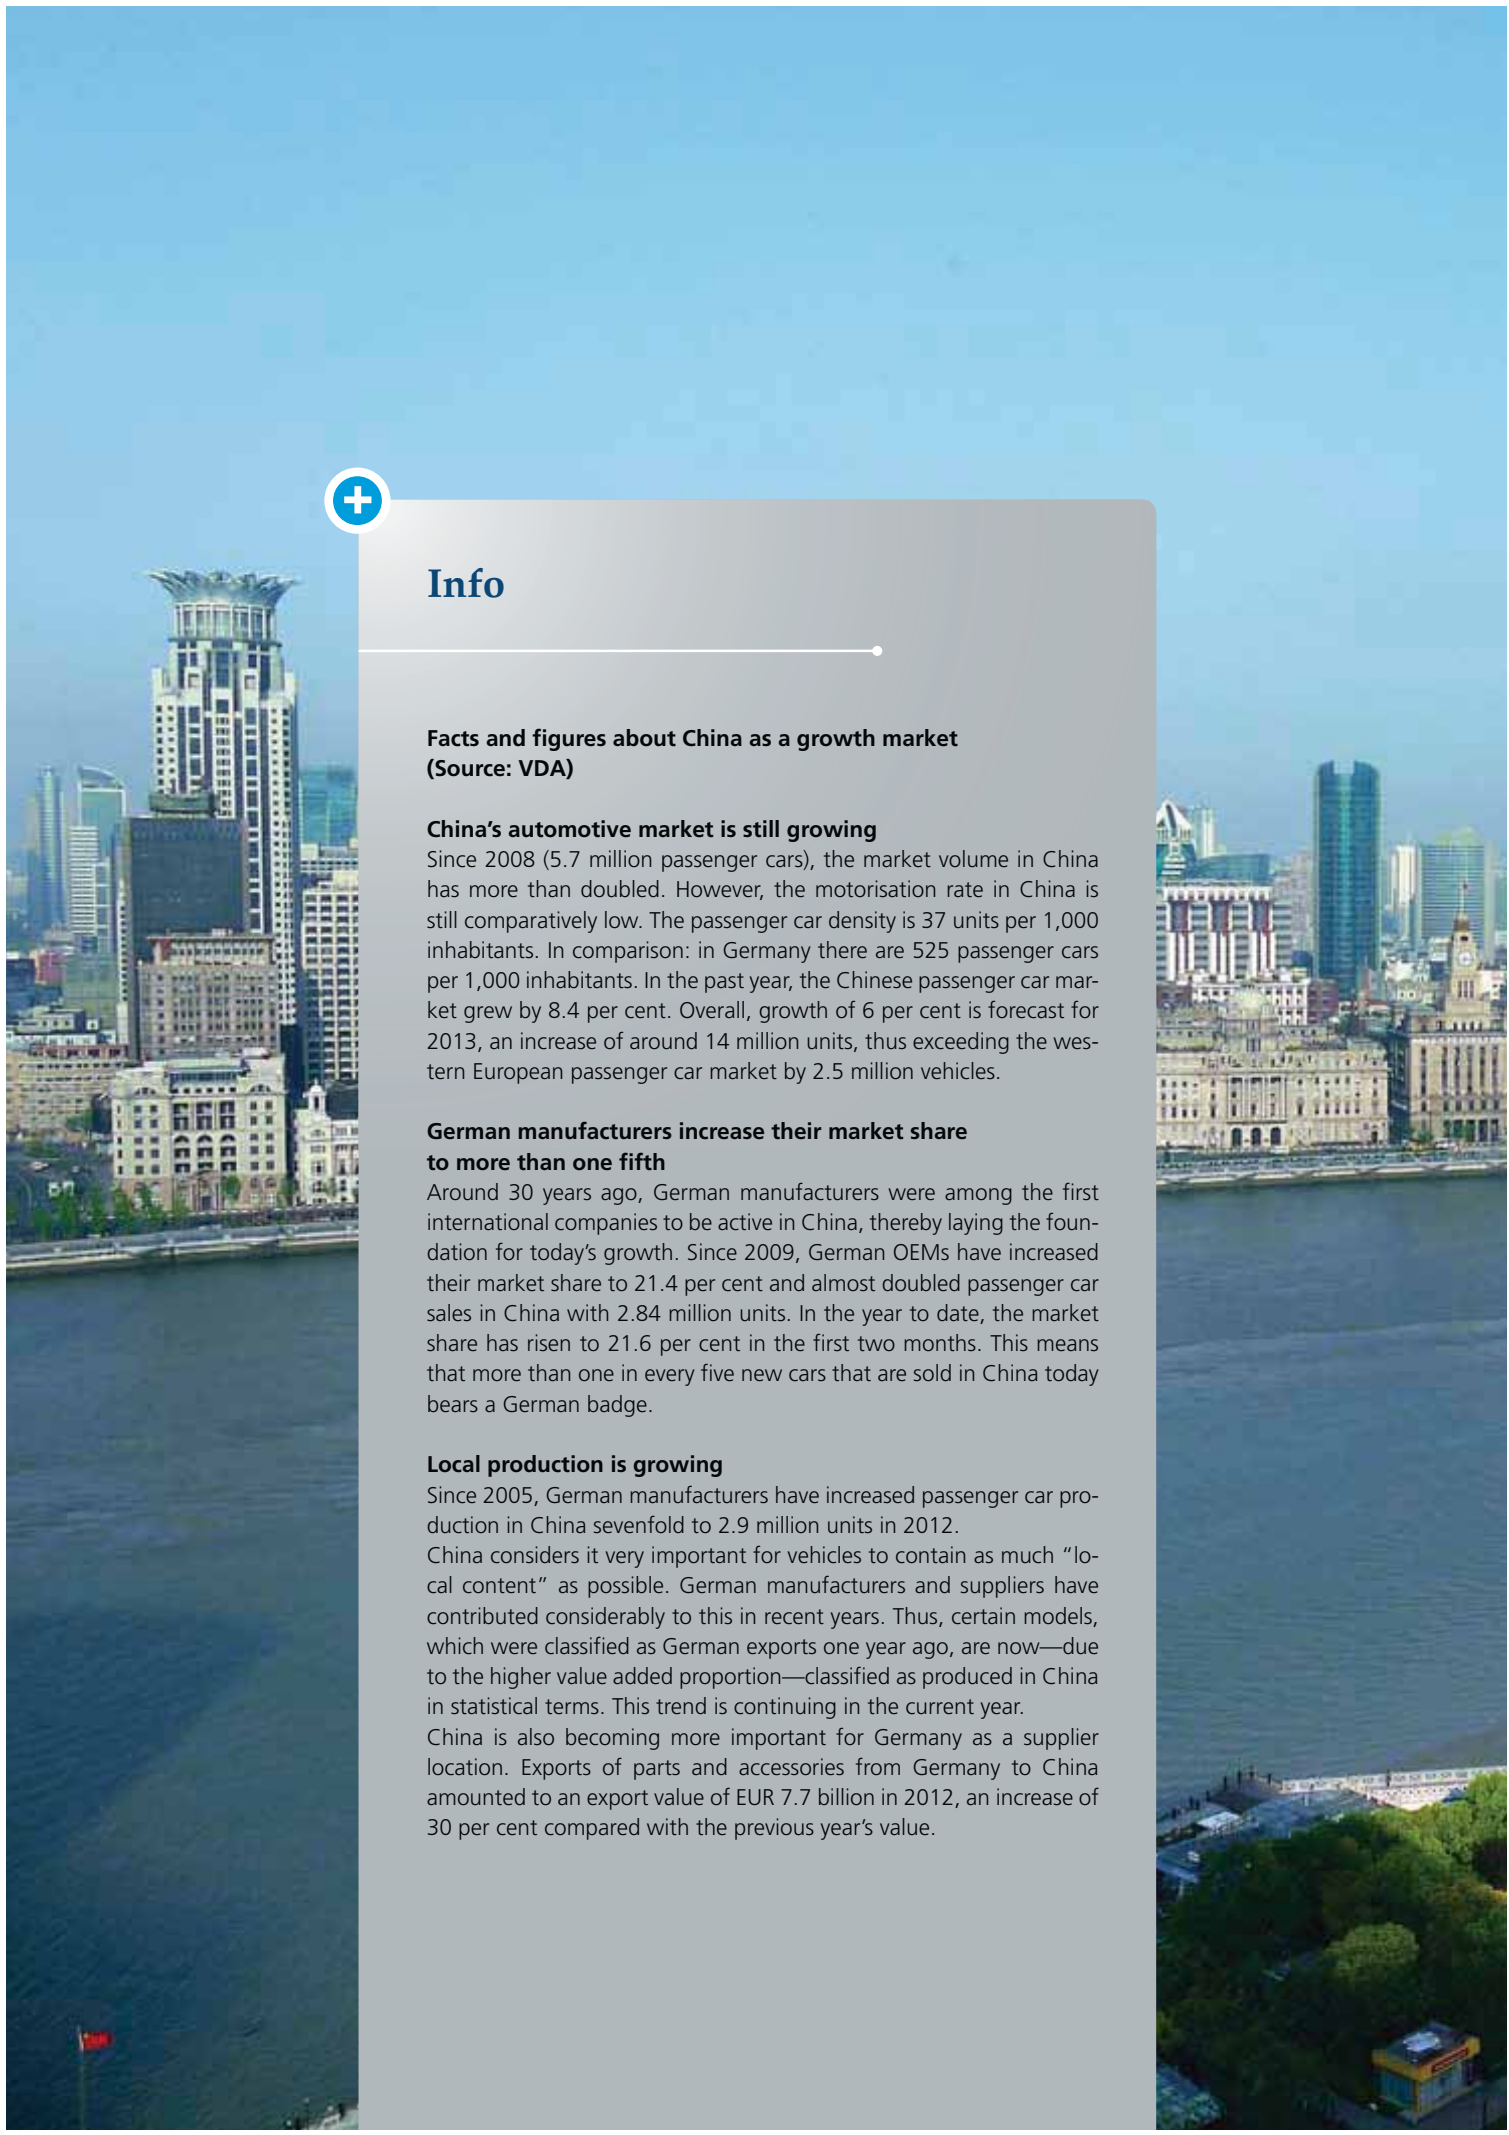 Info
Facts and figures about China as a growth market
(Source: VDA)
China’s automotive market is still growing
Since 2008 (5.7 million passenger cars), the market volume in China
has more than doubled. However, the motorisation rate in China is
still comparatively low. The passenger car density is 37 units per 1,000
inhabitants. In comparison: in Germany there are 525 passenger cars
per 1,000 inhabitants. In the past year, the Chinese passenger car mar-
ket grew by 8.4 per cent. Overall, growth of 6 per cent is forecast for
2013, an increase of around 14 million units, thus exceeding the wes-
tern European passenger car market by 2.5 million vehicles.
German manufacturers increase their market share
to more than one fifth
Around 30 years ago, German manufacturers were among the first
international companies to be active in China, thereby laying the foun-
dation for today’s growth. Since 2009, German OEMs have increased
their market share to 21.4 per cent and almost doubled passenger car
sales in China with 2.84 million units. In the year to date, the market
share has risen to 21.6 per cent in the first two months. This means
that more than one in every five new cars that are sold in China today
bears a German badge.
Local production is growing
Since 2005, German manufacturers have increased passenger car pro-
duction in China sevenfold to 2.9 million units in 2012.
China considers it very important for vehicles to contain as much “lo-
cal content” as possible. German manufacturers and suppliers have
contributed considerably to this in recent years. Thus, certain models,
which were classified as German exports one year ago, are now—due
to the higher value added proportion—classified as produced in China
in statistical terms. This trend is continuing in the current year.
China is also becoming more important for Germany as a supplier
location. Exports of parts and accessories from Germany to China
amounted to an export value of EUR 7.7 billion in 2012, an increase of
30 per cent compared with the previous year’s value.